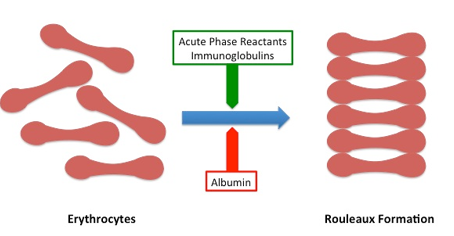 Acute Phase Reactants
Immunoglobulins
Albumin
Erythrocytes
Rouleaux Formation